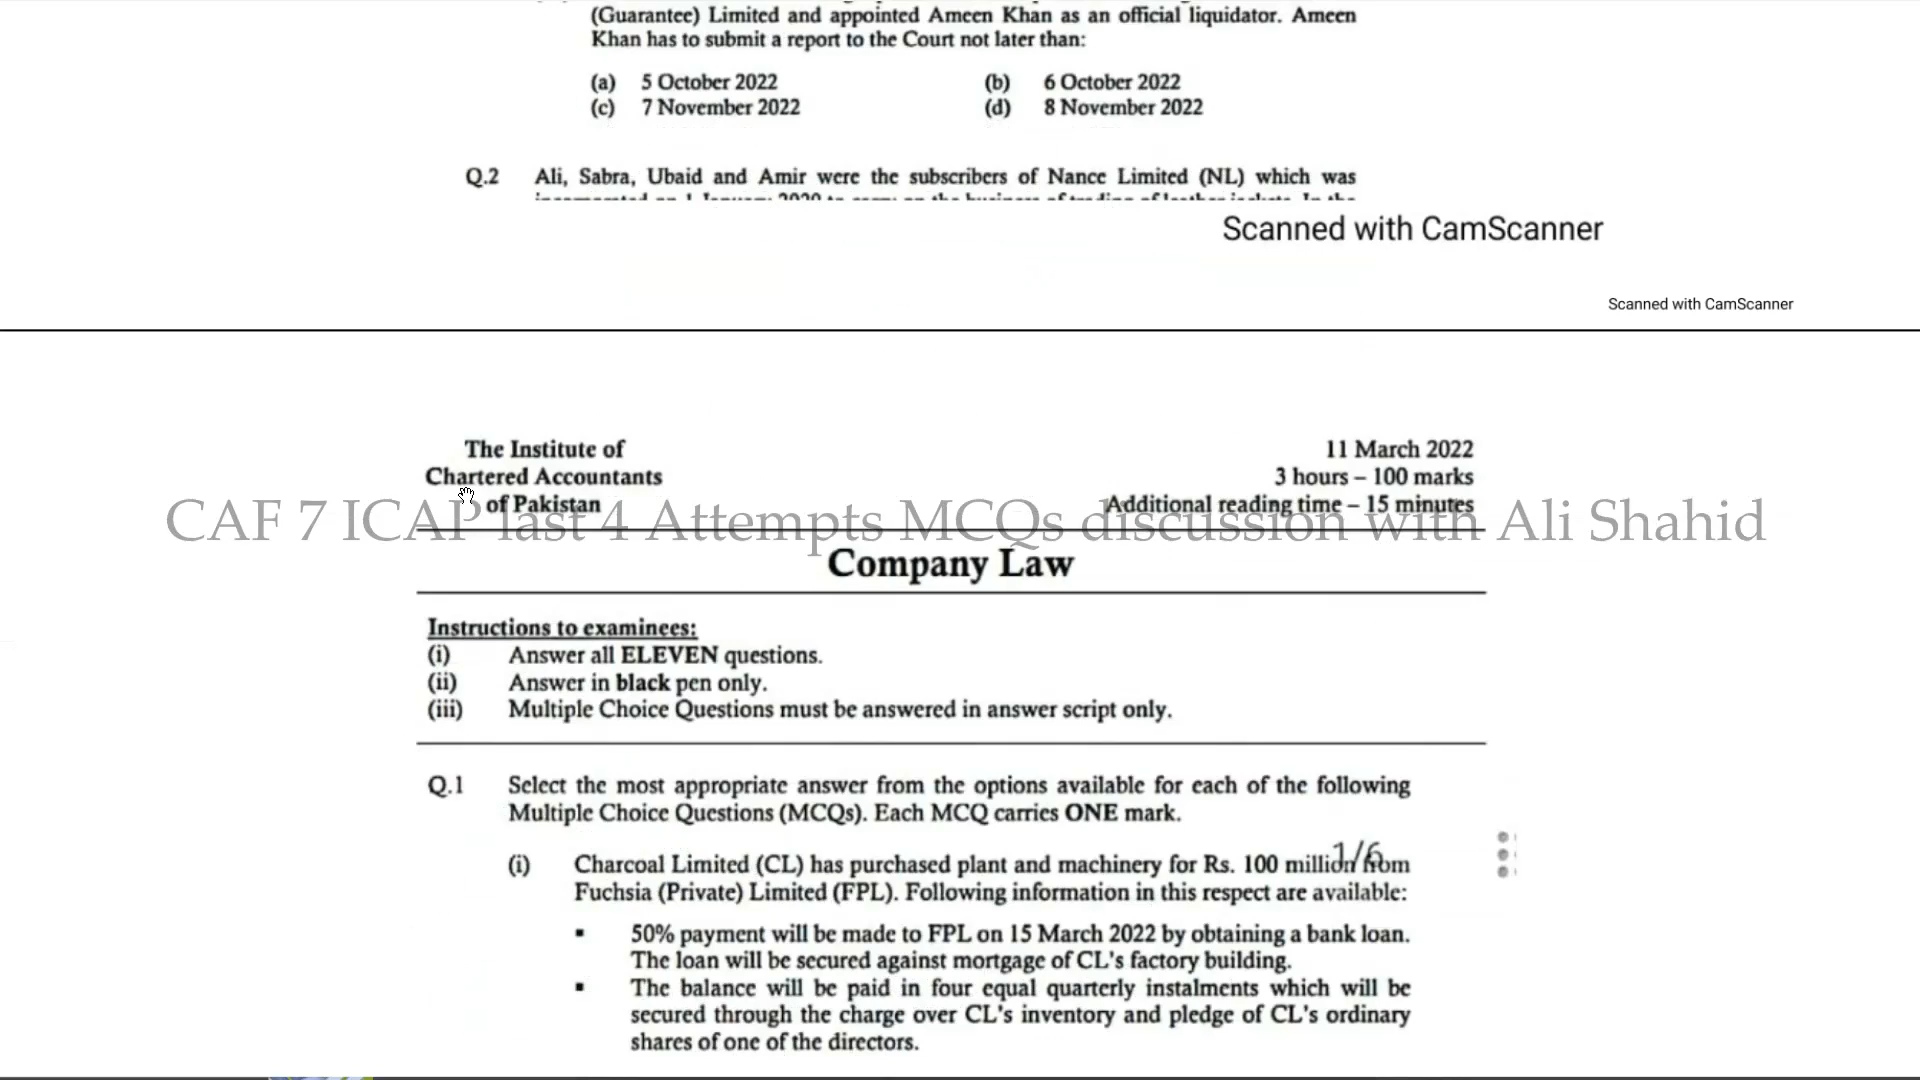 (Guarantee) Limited and appointed Ameen Khan as an official liquidator. Ameen
Khan has to submit a report to the Court not later than:
(a) 5 October 2022 (b) 6 October 2022
(c) 7 November 2022 (d) 8 November 2022
Q.2 Ali, Sabra, Ubaid and Amir were the subscribers of Nance Limited (NL) which was
Scanned with CamScanner
Scanned with CamScanner
The Institute of
Chartered Accountants
of Pakistan
11 March 2022
3 hours – 100 marks
Additional reading time – 15 minutes
CAF 7 ICAP last 4 Attempts MCQs discussion with Ali Shahid
Company Law
Instructions to examinees:
(i) Answer all ELEVEN questions.
(ii) Answer in black pen only.
(iii) Multiple Choice Questions must be answered in answer script only.
Q.1 Select the most appropriate answer from the options available for each of the following
Multiple Choice Questions (MCQs). Each MCQ carries ONE mark.
1/6
(i) Charcoal Limited (CL) has purchased plant and machinery for Rs. 100 million from
Fuchsia (Private) Limited (FPL). Following information in this respect are available:
▪ 50% payment will be made to FPL on 15 March 2022 by obtaining a bank loan.
The loan will be secured against mortgage of CL's factory building.
▪ The balance will be paid in four equal quarterly instalments which will be
secured through the charge over CL's inventory and pledge of CL's ordinary
shares of one of the directors.